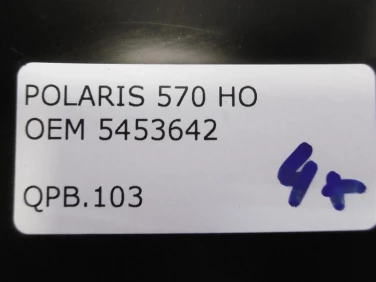 POLARIS 570 HO
OEM 5453642
QPB.103
4x